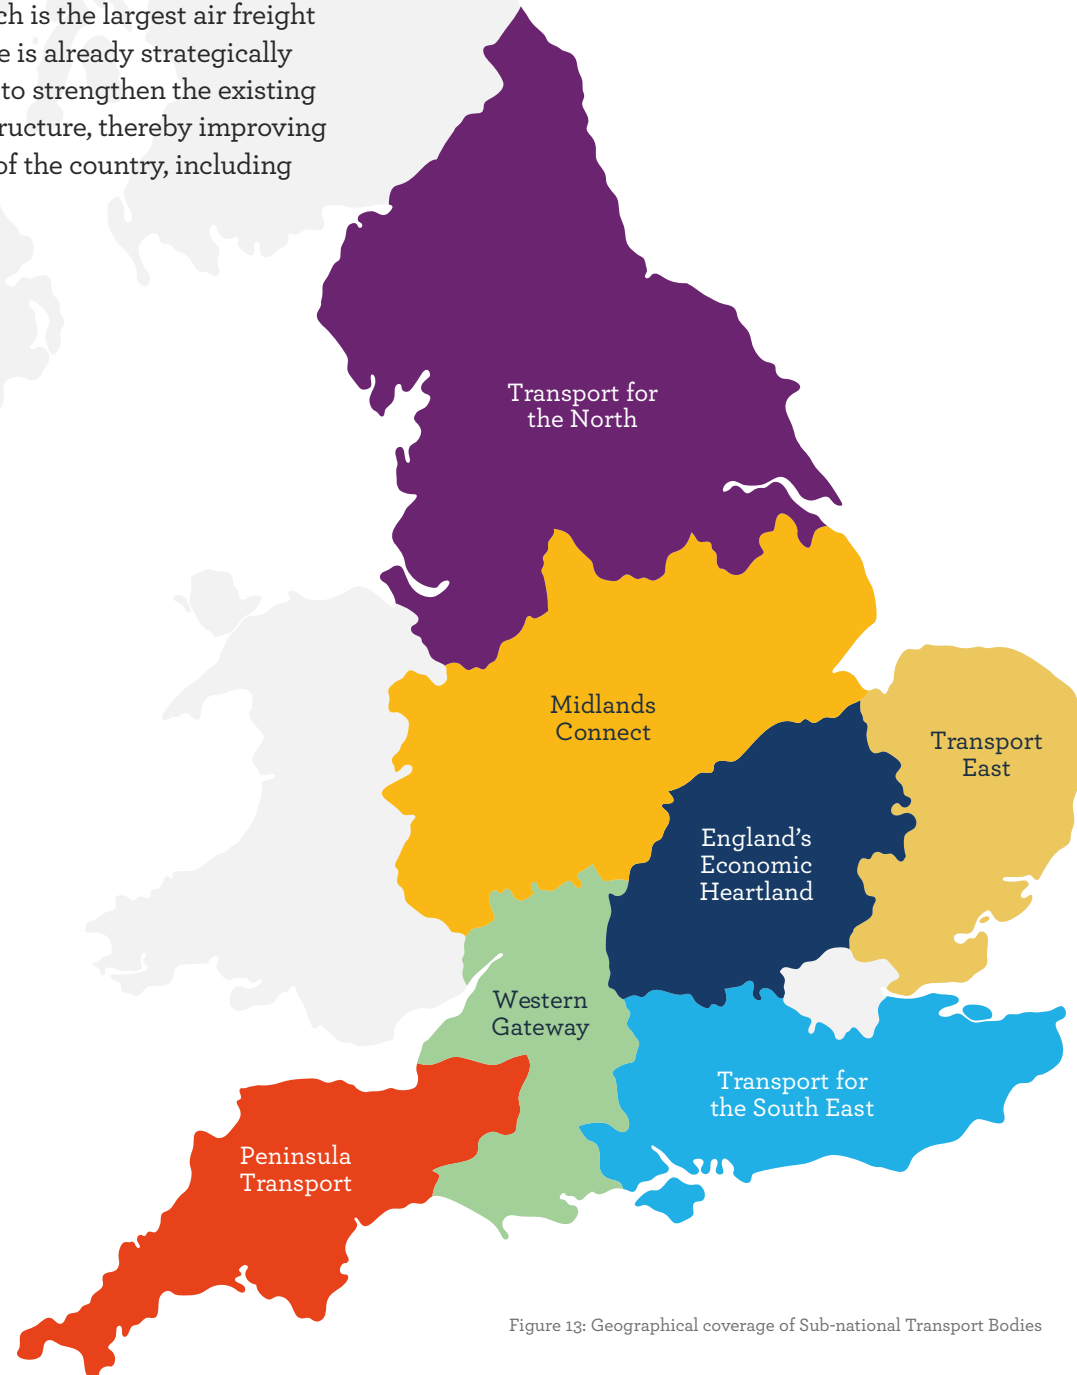 ch is the largest air freight
e is already strategically
to strengthen the existing
ructure, thereby improving
of the country, including
Transport for
the North
Midlands
Connect
Transport
East
England's
Economic
Heartland
Western
Gateway
Transport for
the South East
Peninsula
Transport
Figure 13: Geographical coverage of Sub-national Transport Bodies